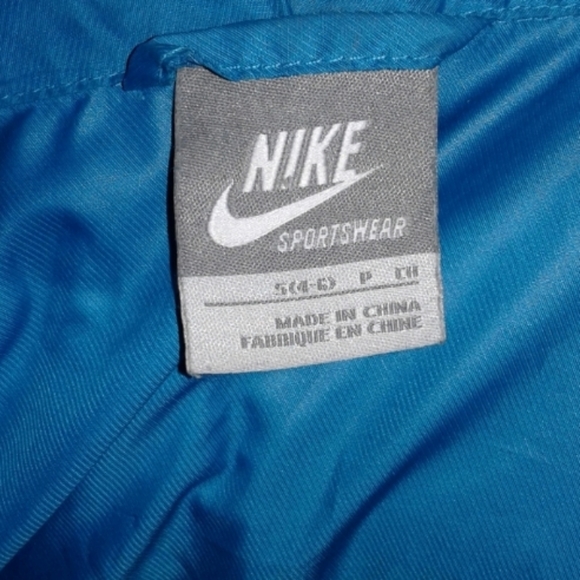 NIKE
SPORTSWEAR
S(4-6) P CH
MADE IN CHINA
FABRIQUE EN CHINE